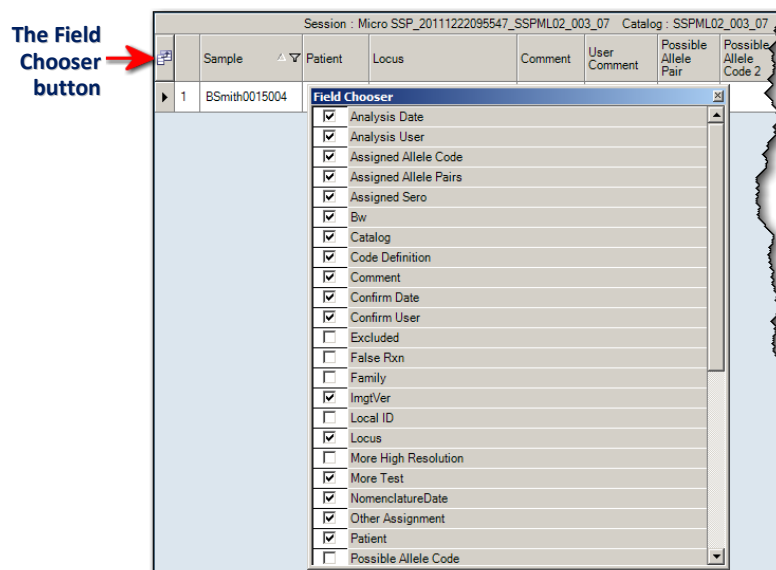 Session : Micro SSP_20111222095547_SSPML02_003_07 Catalog : SSPML02_003_07
The Field
Chooser
button
Sample Patient Locus Comment User Comment Possible Allele Pair Possible Allele Code 2
1 BSmith0015004
Field Chooser
Analysis Date
Analysis User
Assigned Allele Code
Assigned Allele Pairs
Assigned Sero
Bw
Catalog
Code Definition
Comment
Confirm Date
Confirm User
Excluded
False Rxn
Family
ImgtVer
Local ID
Locus
More High Resolution
More Test
NomenclatureDate
Other Assignment
Patient
Possible Allele Code